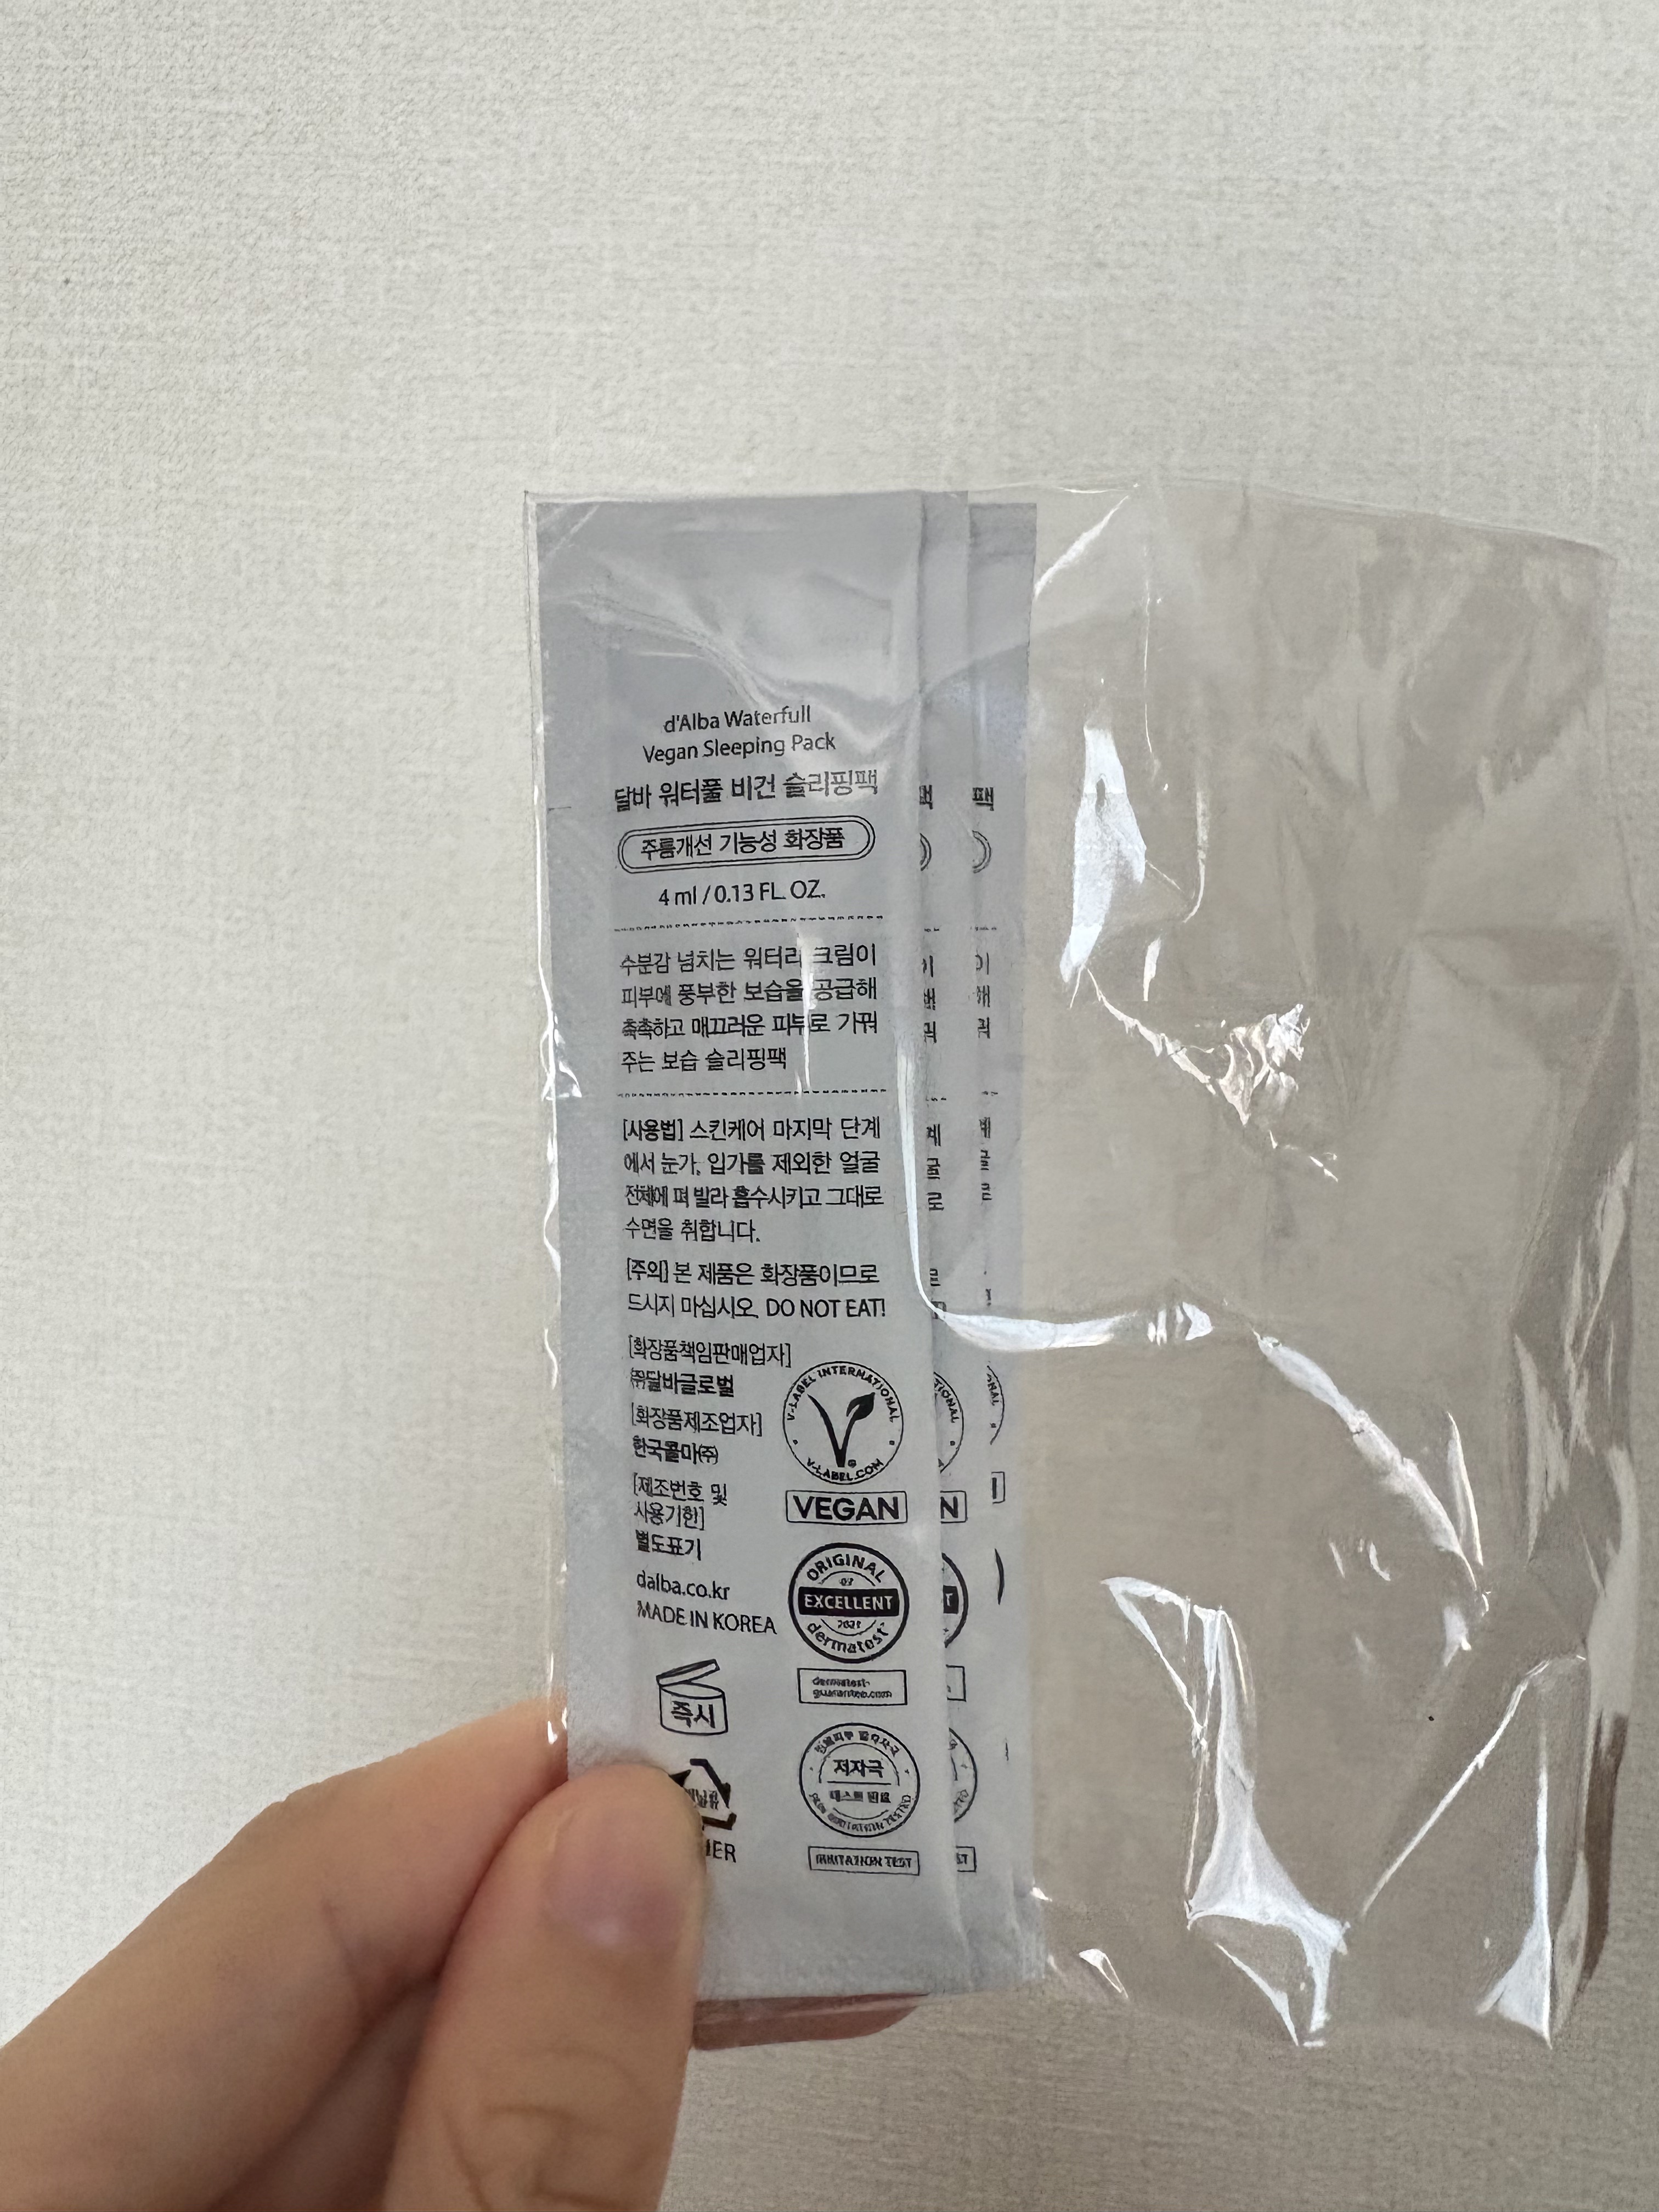 d'Alba Waterfull
Vegan Sleeping Pack
달바 워터풀 비건 슬리핑팩
주름개선 기능성 화장품
4 ml / 0.13 FL. OZ.
수분감 넘치는 워터리 크림이
피부에 풍부한 보습을 공급해
촉촉하고 매끄러운 피부로 가꿔
주는 보습 슬리핑팩
[사용법] 스킨케어 마지막 단계
에서 눈가, 입가를 제외한 얼굴
전체에 펴 발라 흡수시키고 그대로
수면을 취합니다.
[주의] 본 제품은 화장품이므로
드시지 마십시오. DO NOT EAT!
[화장품책임판매업자]
㈜달바글로벌
[화장품제조업자]
한국콜마㈜
[제조번호 및
사용기한]
별도표기
dalba.co.kr
MADE IN KOREA
즉시
V-LABEL INTERNATIONAL
V-LABEL.COM
VEGAN
ORIGINAL
EXCELLENT
dermatest
dermatest-
guarantee.com
저자극
테스트 완료
IRRITATION TEST